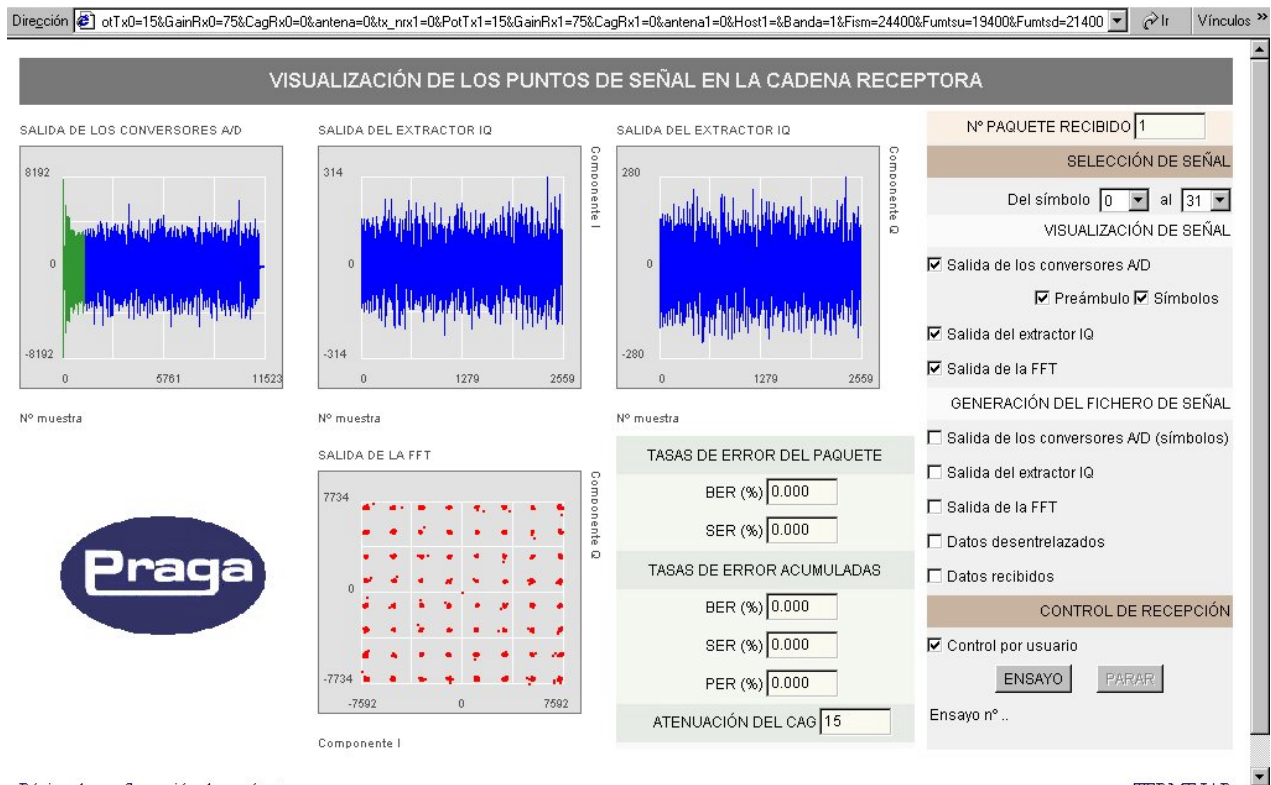 Dirección otTx0=15&GainRx0=75&CagRx0=0&antena=0&tx_nrx1=0&PotTx1=15&GainRx1=75&CagRx1=0&antena1=0&Host1=&Banda=1&Fism=24400&Fumtsu=19400&Fumtsd=21400 Ir Vínculos »
VISUALIZACIÓN DE LOS PUNTOS DE SEÑAL EN LA CADENA RECEPTORA
SALIDA DE LOS CONVERSORES A/D
8192
0
-8192
0 5761 11523
Nº muestra
SALIDA DEL EXTRACTOR IQ
Componente I
314
0
-314
0 1279 2559
Nº muestra
SALIDA DEL EXTRACTOR IQ
Componente Q
280
0
-280
0 1279 2559
Nº muestra
Praga
SALIDA DE LA FFT
Componente Q
7734
0
-7734
-7592 0 7592
Componente I
TASAS DE ERROR DEL PAQUETE
BER (%) 0.000
SER (%) 0.000
TASAS DE ERROR ACUMULADAS
BER (%) 0.000
SER (%) 0.000
PER (%) 0.000
ATENUACIÓN DEL CAG 15
Nº PAQUETE RECIBIDO 1
SELECCIÓN DE SEÑAL
Del símbolo 0 al 31
VISUALIZACIÓN DE SEÑAL
Salida de los conversores A/D
Preámbulo Símbolos
Salida del extractor IQ
Salida de la FFT
GENERACIÓN DEL FICHERO DE SEÑAL
Salida de los conversores A/D (símbolos)
Salida del extractor IQ
Salida de la FFT
Datos desentrelazados
Datos recibidos
CONTROL DE RECEPCIÓN
Control por usuario
ENSAYO PARAR
Ensayo nº ..